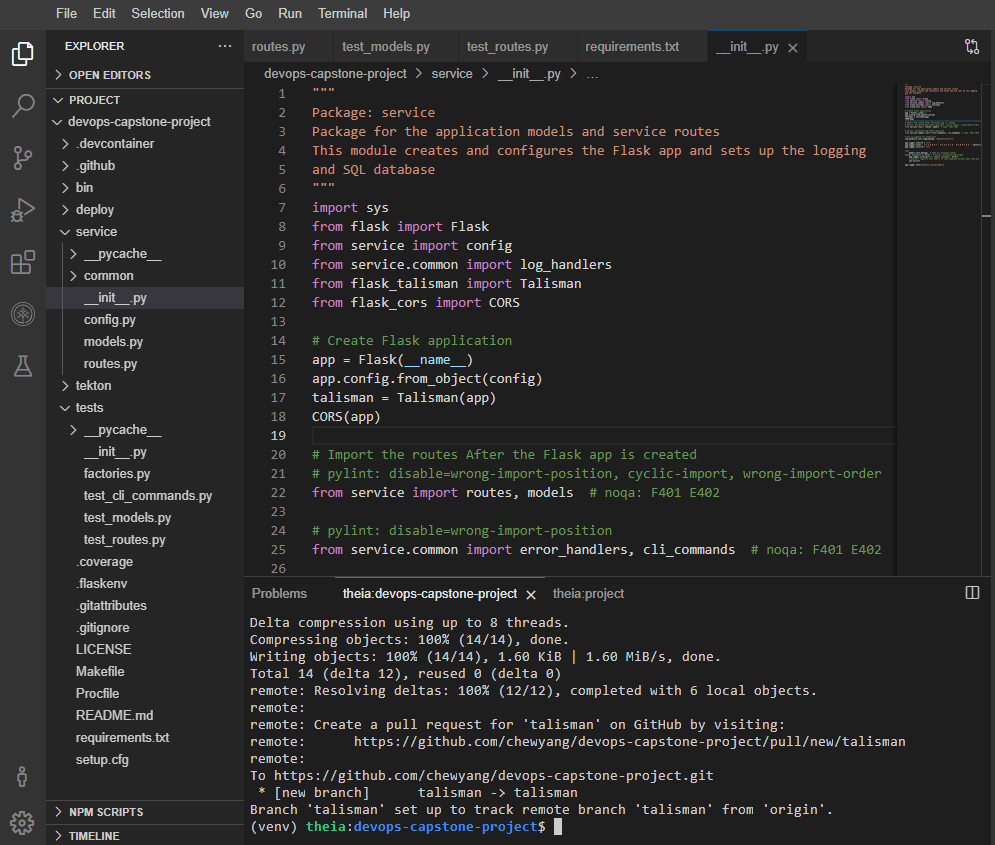 File Edit Selection View Go Run Terminal Help
EXPLORER ...
OPEN EDITORS
PROJECT
devops-capstone-project
.devcontainer
.github
bin
deploy
service
__pycache__
common
__init__.py
config.py
models.py
routes.py
tekton
tests
__pycache__
__init__.py
factories.py
test_cli_commands.py
test_models.py
test_routes.py
.coverage
.flaskenv
.gitattributes
.gitignore
LICENSE
Makefile
Procfile
README.md
requirements.txt
setup.cfg
NPM SCRIPTS
TIMELINE
routes.py test_models.py test_routes.py requirements.txt __init__.py
devops-capstone-project > service > __init__.py > ...
1 """
2 Package: service
3 Package for the application models and service routes
4 This module creates and configures the Flask app and sets up the logging
5 and SQL database
6 """
7 import sys
8 from flask import Flask
9 from service import config
10 from service.common import log_handlers
11 from flask_talisman import Talisman
12 from flask_cors import CORS
13
14 # Create Flask application
15 app = Flask(__name__)
16 app.config.from_object(config)
17 talisman = Talisman(app)
18 CORS(app)
19
20 # Import the routes After the Flask app is created
21 # pylint: disable=wrong-import-position, cyclic-import, wrong-import-order
22 from service import routes, models  # noqa: F401 E402
23
24 # pylint: disable=wrong-import-position
25 from service.common import error_handlers, cli_commands  # noqa: F401 E402
26
Problems theia:devops-capstone-project theia:project
Delta compression using up to 8 threads.
Compressing objects: 100% (14/14), done.
Writing objects: 100% (14/14), 1.60 KiB | 1.60 MiB/s, done.
Total 14 (delta 12), reused 0 (delta 0)
remote: Resolving deltas: 100% (12/12), completed with 6 local objects.
remote:
remote: Create a pull request for 'talisman' on GitHub by visiting:
remote:      https://github.com/chewyang/devops-capstone-project/pull/new/talisman
remote:
To https://github.com/chewyang/devops-capstone-project.git
 * [new branch]      talisman -> talisman
Branch 'talisman' set up to track remote branch 'talisman' from 'origin'.
(venv) theia:devops-capstone-project$